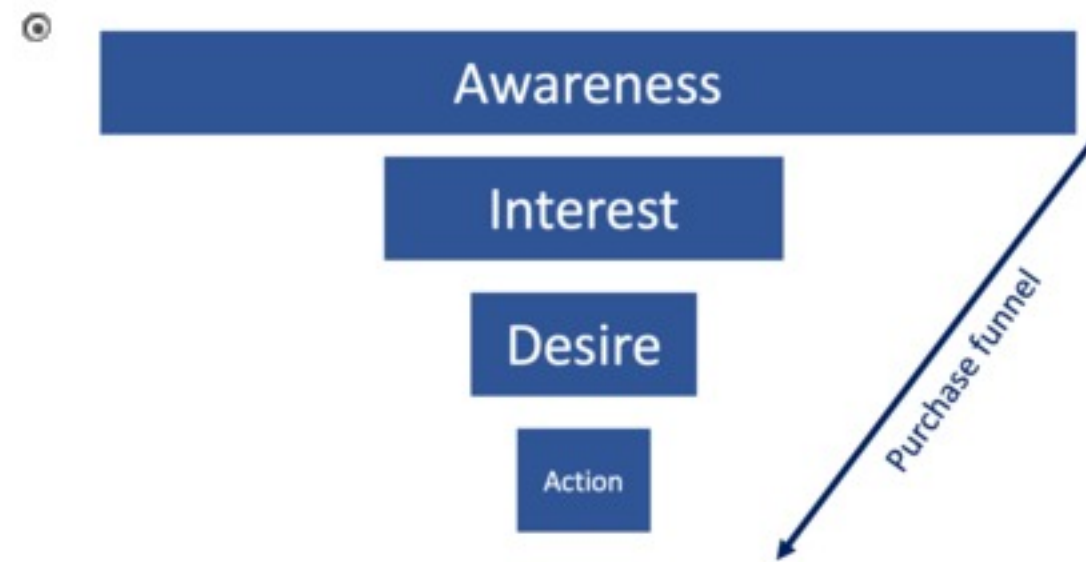 Awareness
Interest
Desire
Action
Purchase funnel